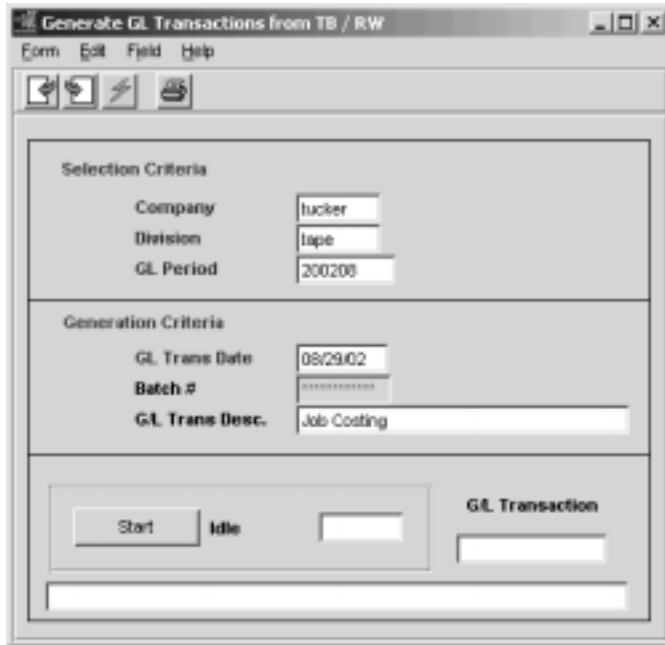 Generate GL Transactions from TB / RW
Form Edit Field Help
Selection Criteria
Company tucker
Division tape
GL Period 200208
Generation Criteria
GL Trans Date 08/29/02
Batch # ************
G/L Trans Desc. Job Costing
Start Idle
G/L Transaction